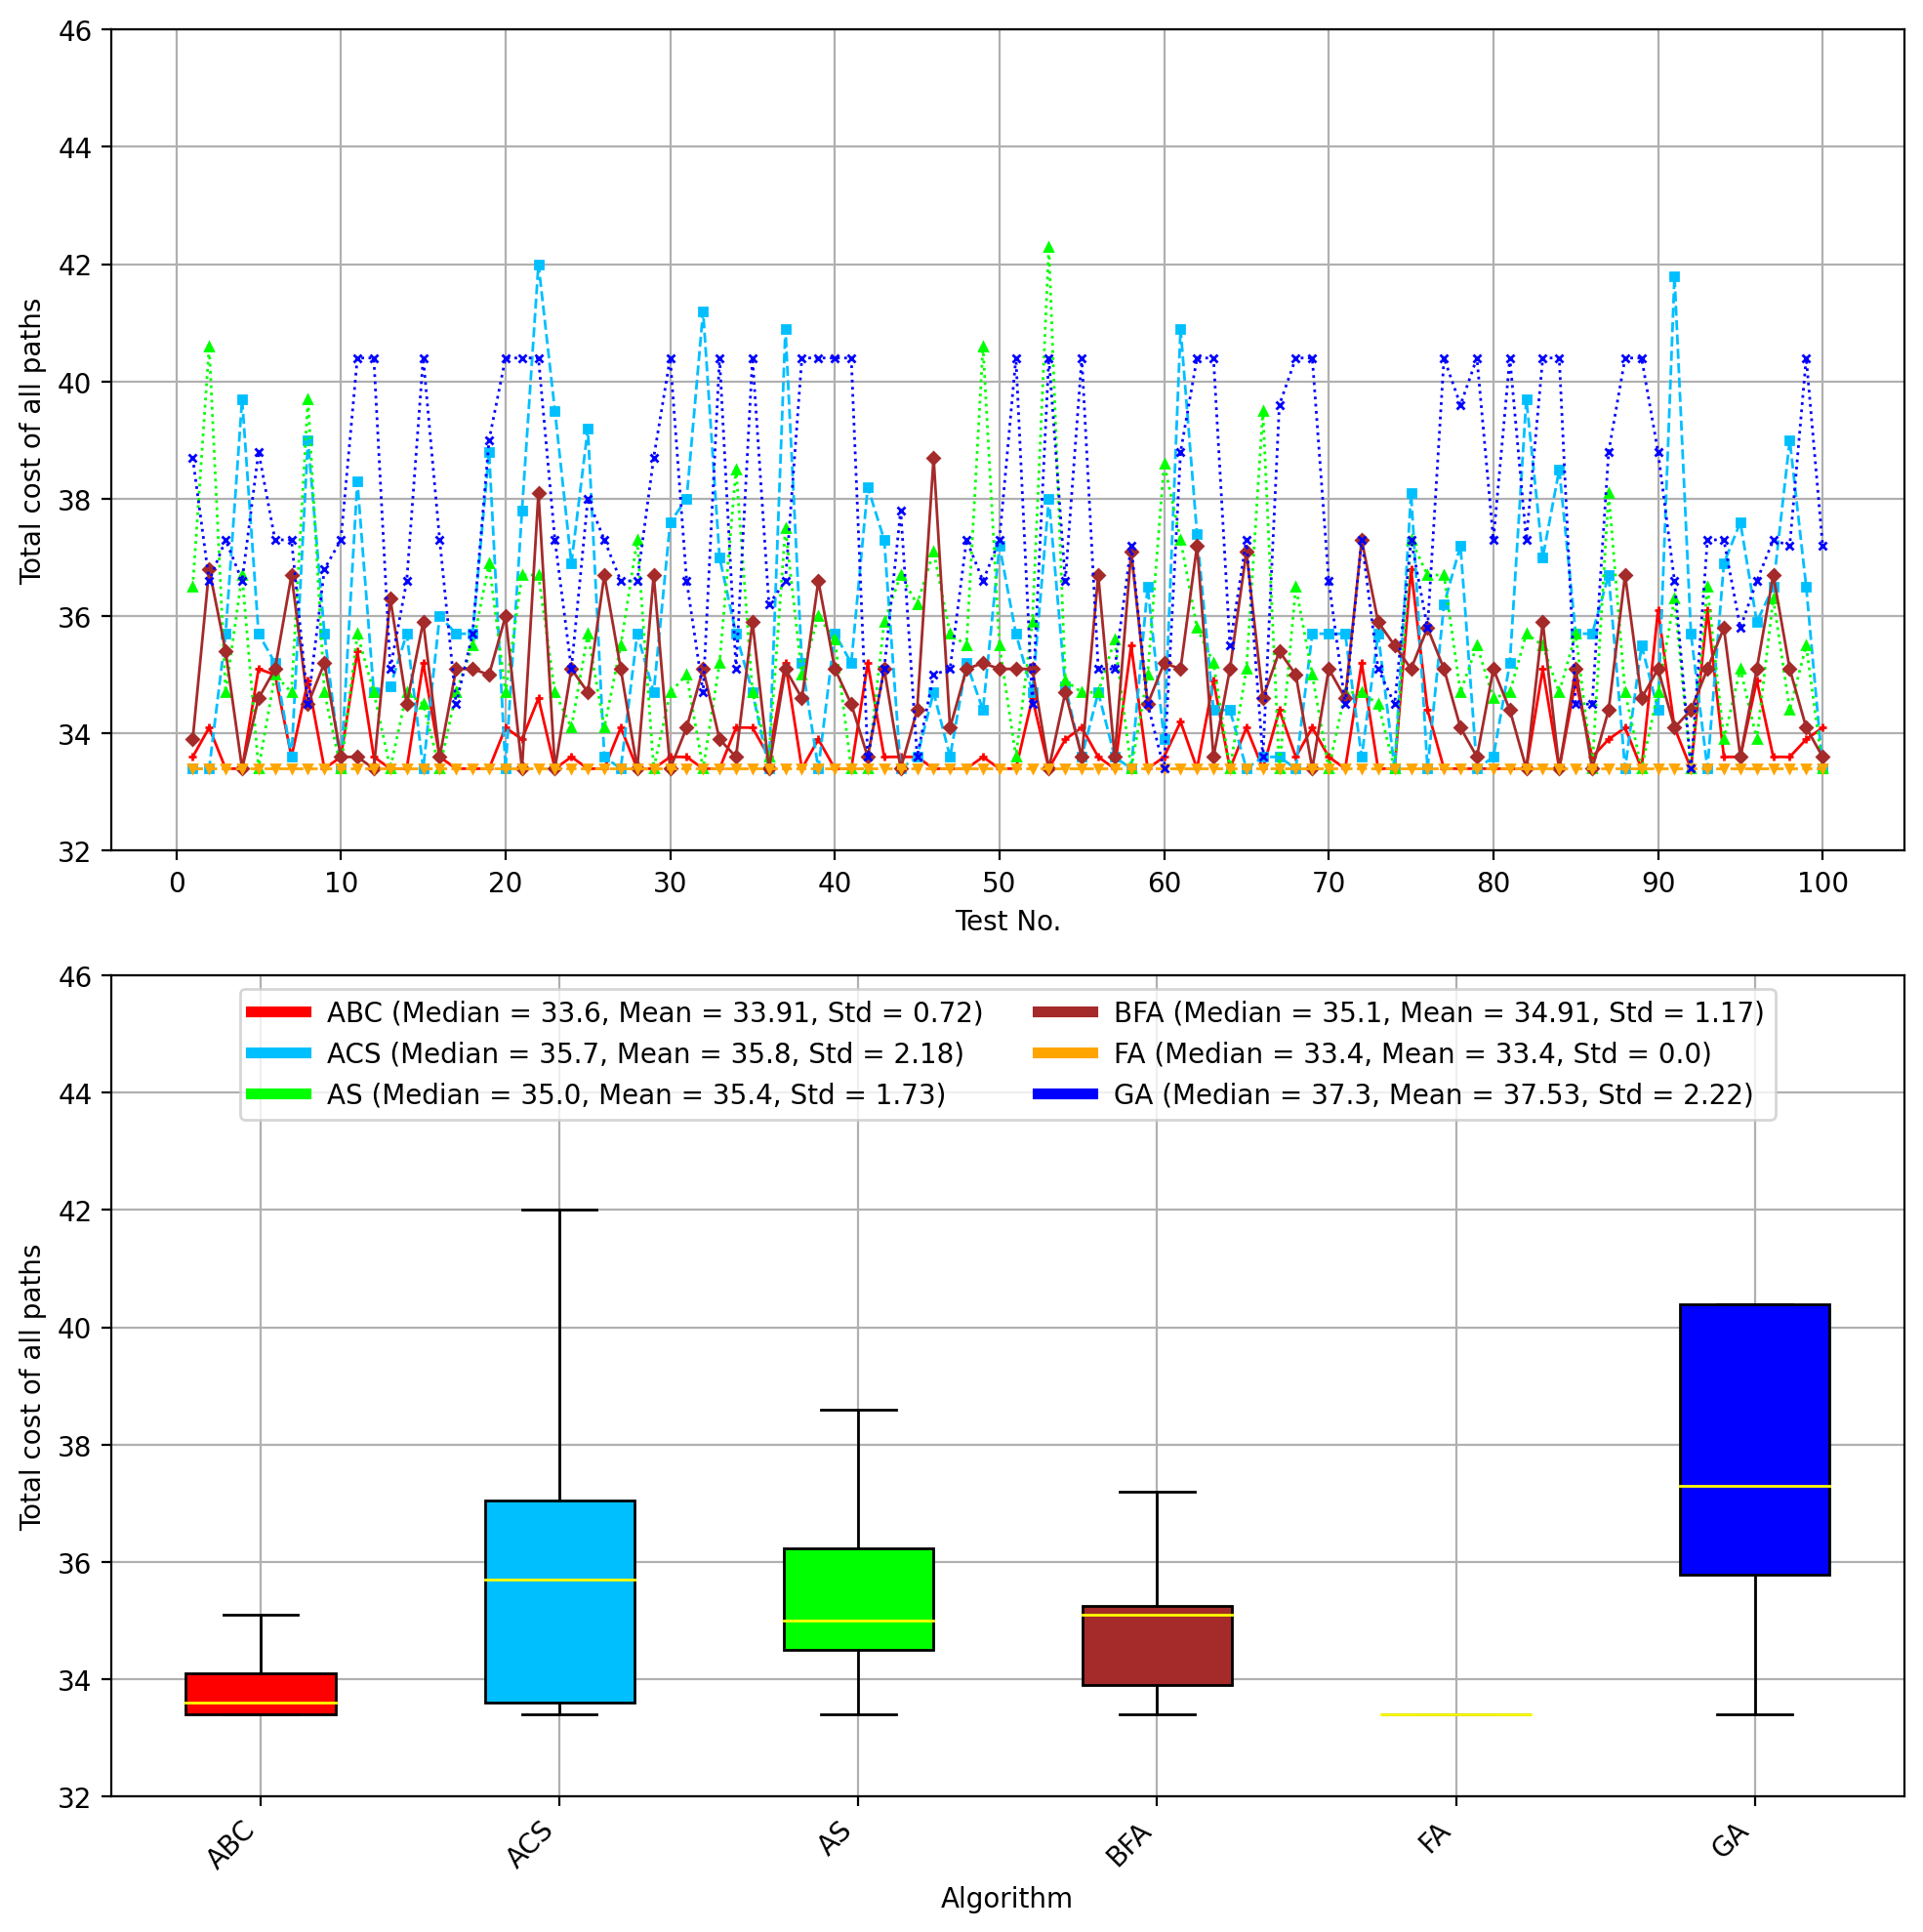 46
44
42
40
38
36
34
32
Total cost of all paths
0 10 20 30 40 50 60 70 80 90 100
Test No.
46
44
42
40
38
36
34
32
Total cost of all paths
ABC (Median = 33.6, Mean = 33.91, Std = 0.72)
ACS (Median = 35.7, Mean = 35.8, Std = 2.18)
AS (Median = 35.0, Mean = 35.4, Std = 1.73)
BFA (Median = 35.1, Mean = 34.91, Std = 1.17)
FA (Median = 33.4, Mean = 33.4, Std = 0.0)
GA (Median = 37.3, Mean = 37.53, Std = 2.22)
ABC ACS AS BFA FA GA
Algorithm